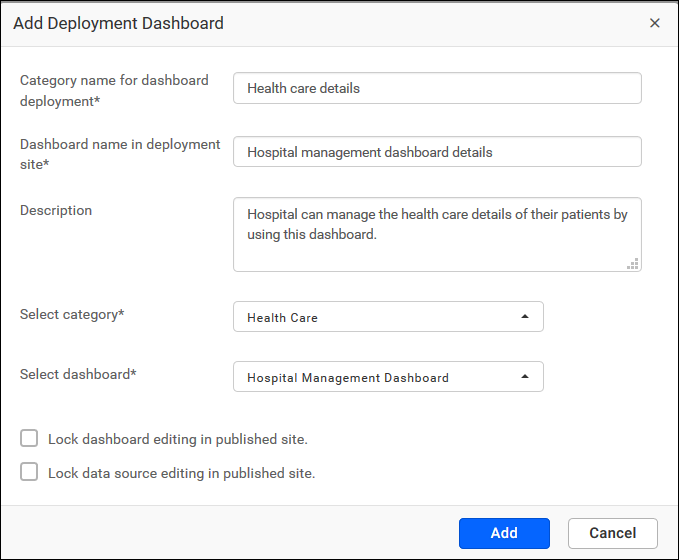 Add Deployment Dashboard
Category name for dashboard
deployment*
Health care details
Dashboard name in deployment
site*
Hospital management dashboard details
Description
Hospital can manage the health care details of their patients by
using this dashboard.
Select category*
Health Care
Select dashboard*
Hospital Management Dashboard
Lock dashboard editing in published site.
Lock data source editing in published site.
Add
Cancel